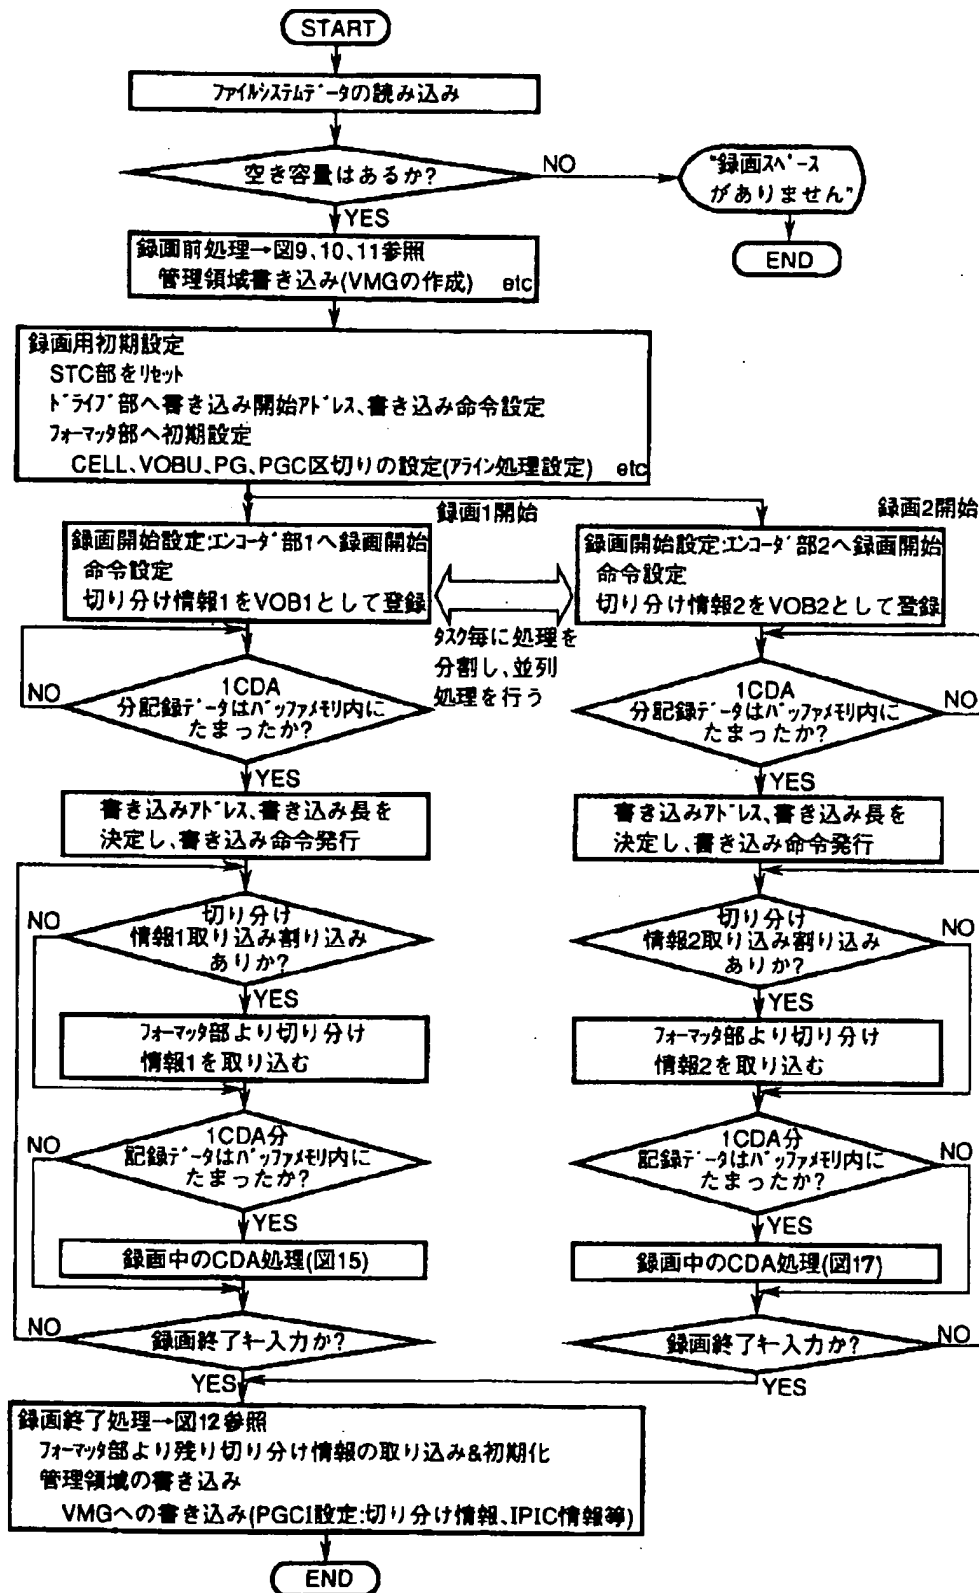 START
ファイルシステムデータの読み込み
空き容量はあるか?
NO
"録画スペース
がありません"
YES
END
録画前処理→図9、10、11参照
管理領域書き込み(VMGの作成) etc
録画用初期設定
STC部をリセット
ドライブ部へ書き込み開始アドレス、書き込み命令設定
フォーマッタ部へ初期設定
CELL、VOBU、PG、PGC区切りの設定(アライン処理設定) etc
録画1開始
録画2開始
録画開始設定:エンコーダ部1へ録画開始
命令設定
切り分け情報1をVOB1として登録
録画開始設定:エンコーダ部2へ録画開始
命令設定
切り分け情報2をVOB2として登録
タスク毎に処理を
分割し、並列
処理を行う
NO
1CDA
分記録データはバッファメモリ内に
たまったか?
YES
1CDA
分記録データはバッファメモリ内に
たまったか?
NO
YES
書き込みアドレス、書き込み長を
決定し、書き込み命令発行
書き込みアドレス、書き込み長を
決定し、書き込み命令発行
NO
切り分け
情報1取り込み割り込み
ありか?
YES
切り分け
情報2取り込み割り込み
ありか?
NO
YES
フォーマッタ部より切り分け
情報1を取り込む
フォーマッタ部より切り分け
情報2を取り込む
NO
1CDA分
記録データはバッファメモリ内に
たまったか?
YES
1CDA分
記録データはバッファメモリ内に
たまったか?
NO
YES
録画中のCDA処理(図15)
録画中のCDA処理(図17)
NO
録画終了キー入力か?
YES
録画終了キー入力か?
NO
YES
録画終了処理→図12参照
フォーマッタ部より残り切り分け情報の取り込み&初期化
管理領域の書き込み
VMGへの書き込み(PGCI設定:切り分け情報、IPIC情報等)
END